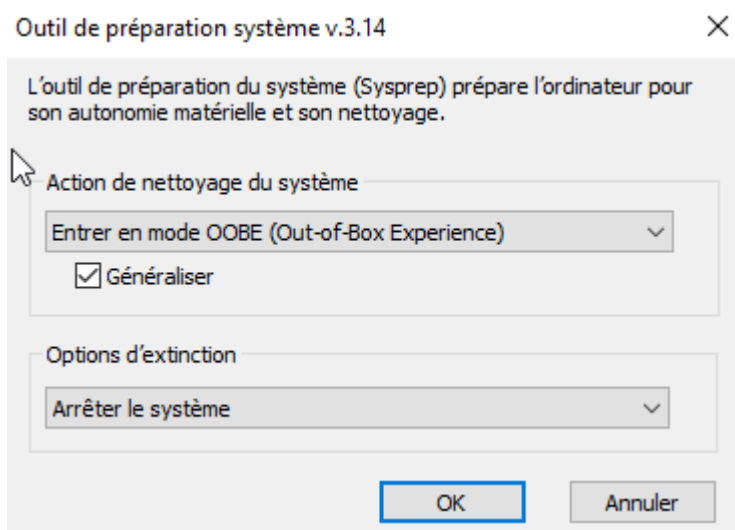 Outil de préparation système v.3.14
L’outil de préparation du système (Sysprep) prépare l’ordinateur pour
son autonomie matérielle et son nettoyage.
Action de nettoyage du système
Entrer en mode OOBE (Out-of-Box Experience)
Généraliser
Options d’extinction
Arrêter le système
OK Annuler